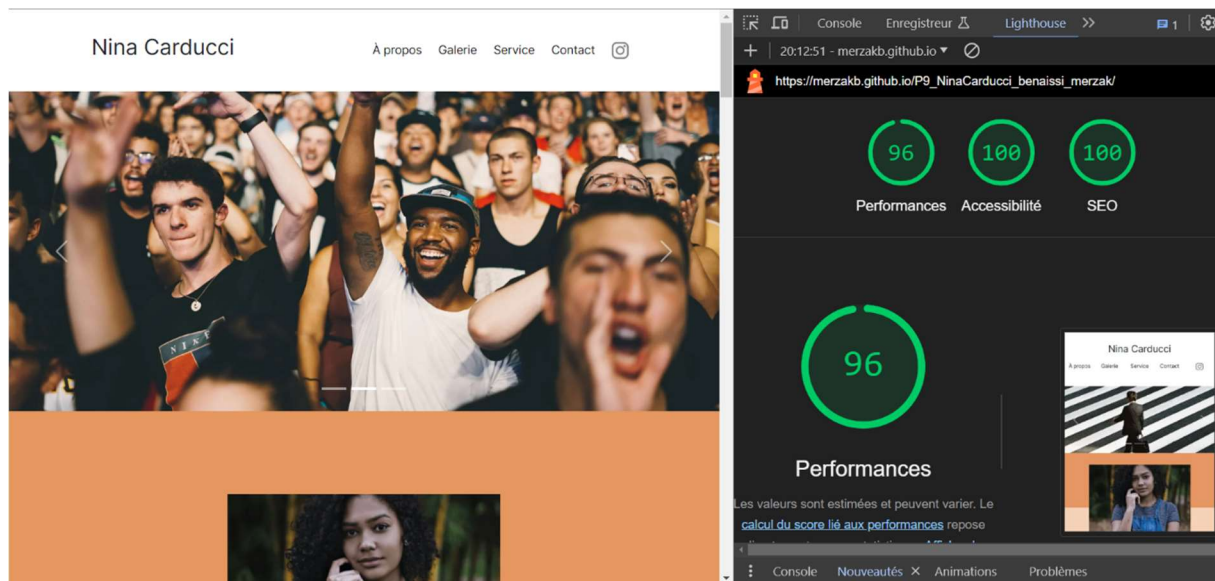 Nina Carducci
À propos Galerie Service Contact
NIKE
Console Enregistreur Lighthouse 1
20:12:51 - merzakb.github.io
https://merzakb.github.io/P9_NinaCarducci_benaissi_merzak/
96 100 100
Performances Accessibilité SEO
96
Performances
Les valeurs sont estimées et peuvent varier. Le
calcul du score lié aux performances repose
Nina Carducci
À propos Galerie Service Contact
Console Nouveautés Animations Problèmes